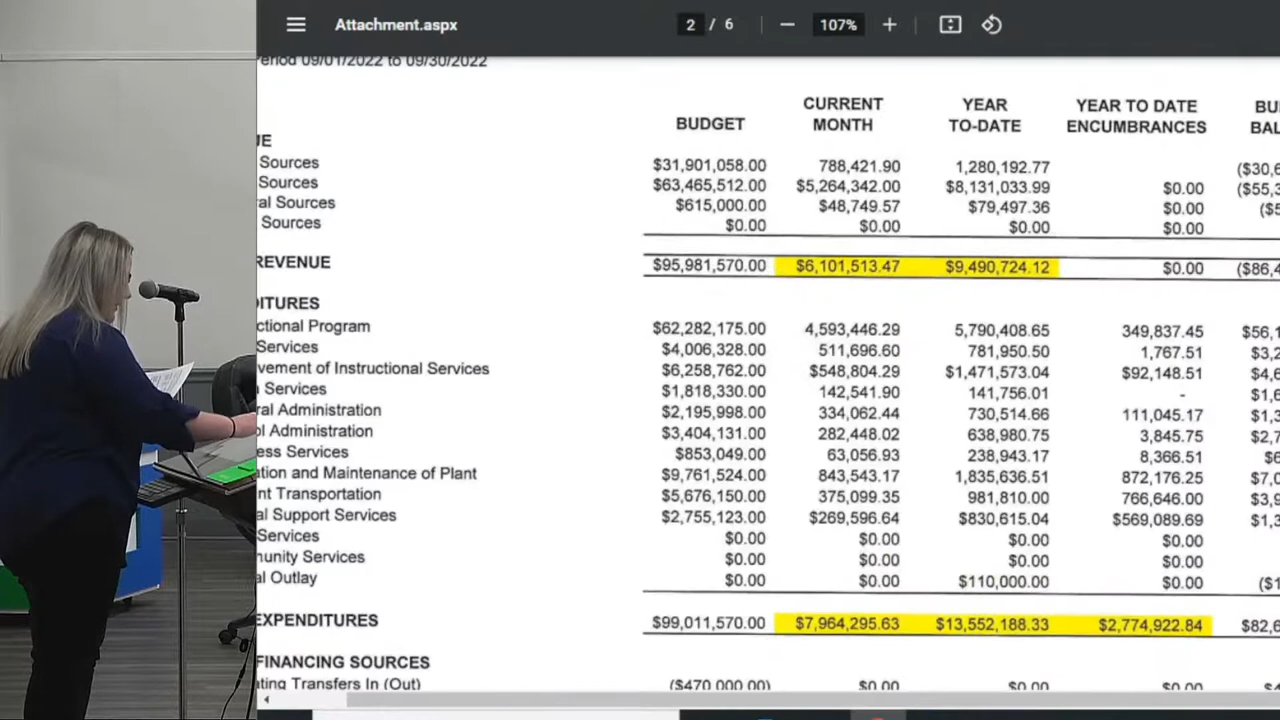 Attachment.aspx 2 / 6 107%
Period 09/01/2022 to 09/30/2022
BUDGET CURRENT MONTH YEAR TO-DATE YEAR TO DATE ENCUMBRANCES
Sources $31,901,058.00 788,421.90 1,280,192.77
Sources $63,465,512.00 $5,264,342.00 $8,131,033.99 $0.00
al Sources $615,000.00 $48,749.57 $79,497.36 $0.00
Sources $0.00 $0.00 $0.00 $0.00
REVENUE $95,981,570.00 $6,101,513.47 $9,490,724.12 $0.00
ITURES
ctional Program $62,282,175.00 4,593,446.29 5,790,408.65 349,837.45
Services $4,006,328.00 511,696.60 781,950.50 1,767.51
vement of Instructional Services $6,258,762.00 $548,804.29 $1,471,573.04 $92,148.51
Services $1,818,330.00 142,541.90 141,756.01 -
ral Administration $2,195,998.00 334,062.44 730,514.66 111,045.17
ol Administration $3,404,131.00 282,448.02 638,980.75 3,845.75
ess Services $853,049.00 63,056.93 238,943.17 8,366.51
tion and Maintenance of Plant $9,761,524.00 843,543.17 1,835,636.51 872,176.25
nt Transportation $5,676,150.00 375,099.35 981,810.00 766,646.00
al Support Services $2,755,123.00 $269,596.64 $830,615.04 $569,089.69
Services $0.00 $0.00 $0.00 $0.00
unity Services $0.00 $0.00 $0.00 $0.00
al Outlay $0.00 $0.00 $110,000.00 $0.00
EXPENDITURES $99,011,570.00 $7,964,295.63 $13,552,188.33 $2,774,922.84
FINANCING SOURCES
ting Transfers In (Out) ($470,000.00) $0.00 $0.00 $0.00